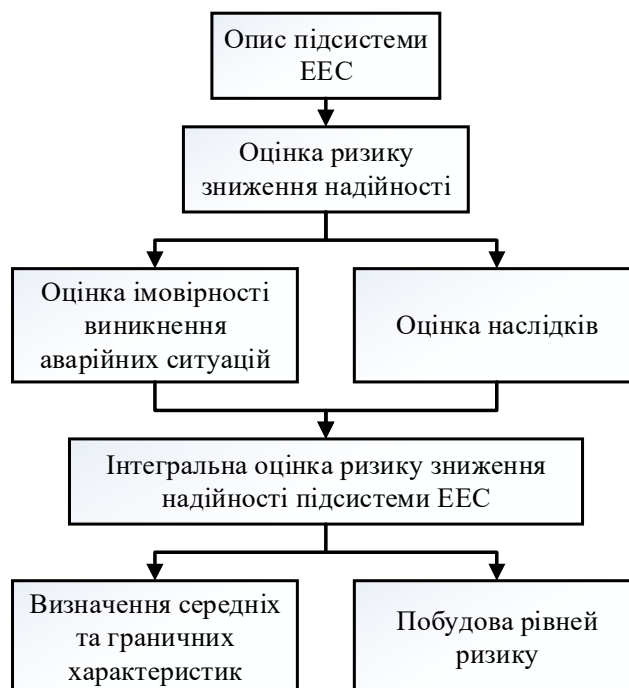 Опис підсистеми
ЕЕС
Оцінка ризику
зниження надійності
Оцінка імовірності
виникнення
аварійних ситуацій
Оцінка наслідків
Інтегральна оцінка ризику зниження
надійності підсистеми ЕЕС
Визначення середніх
та граничних
характеристик
Побудова рівней
ризику